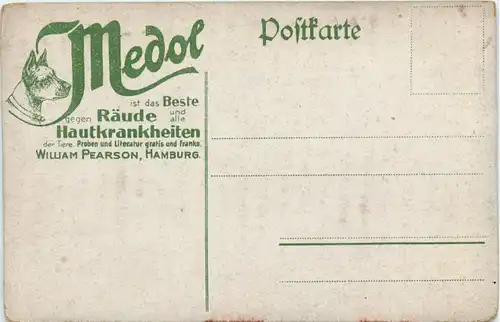 Medol
Postkarte
ist das Beste
gegen Räude und alle
Hautkrankheiten
der Tiere. Proben und Literatur gratis und franko.
WILLIAM PEARSON, HAMBURG.